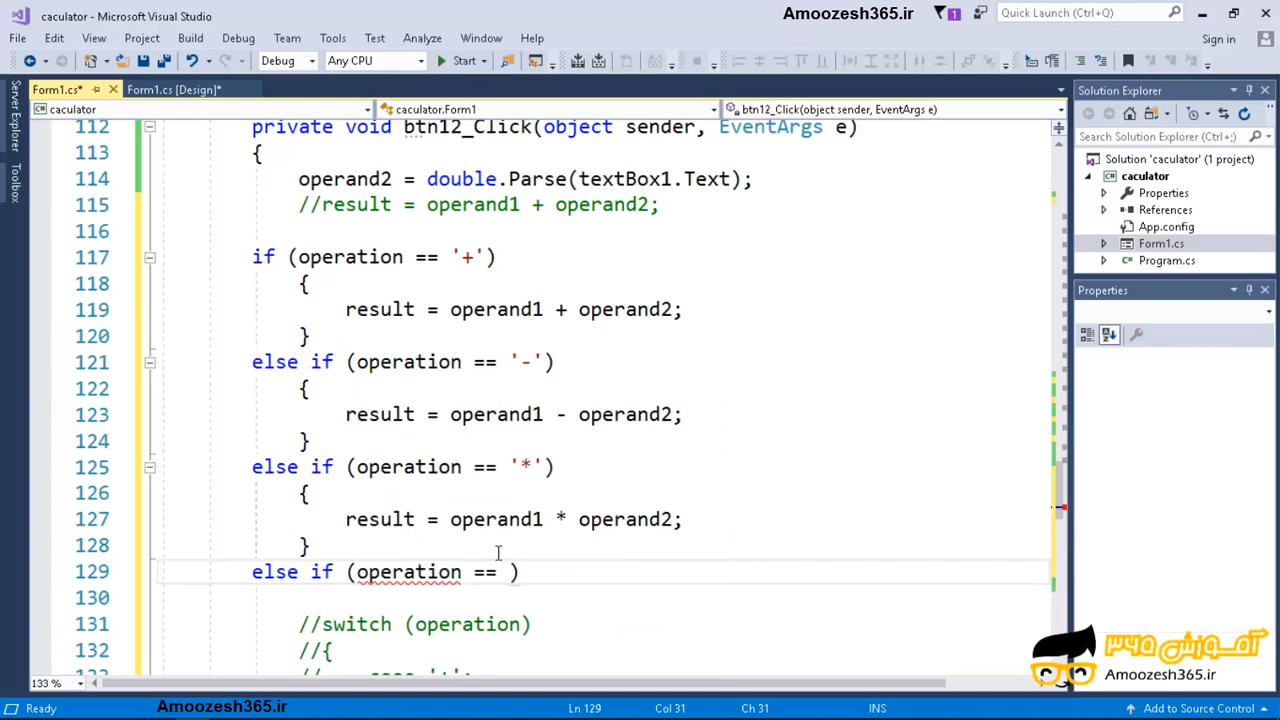 caculator - Microsoft Visual Studio
Amoozesh365.ir
1
Quick Launch (Ctrl+Q)
File Edit View Project Build Debug Team Tools Test Analyze Window Help
Sign in
Debug Any CPU Start
Form1.cs* Form1.cs [Design]*
caculator caculator.Form1 btn12_Click(object sender, EventArgs e)
Server Explorer
Toolbox
112 private void btn12_Click(object sender, EventArgs e)
113 {
114 operand2 = double.Parse(textBox1.Text);
115 //result = operand1 + operand2;
116
117 if (operation == '+')
118 {
119 result = operand1 + operand2;
120 }
121 else if (operation == '-')
122 {
123 result = operand1 - operand2;
124 }
125 else if (operation == '*')
126 {
127 result = operand1 * operand2;
128 }
129 else if (operation == )
130
131 //switch (operation)
132 //{
133 % 
Solution Explorer
Search Solution Explorer (Ctrl+;)
Solution 'caculator' (1 project)
caculator
Properties
References
App.config
Form1.cs
Program.cs
Properties
آموزش ۳۶۵
Amoozesh365.ir
Ready
Amoozesh365.ir
Ln 129 Col 31 Ch 31 INS
Add to Source Control